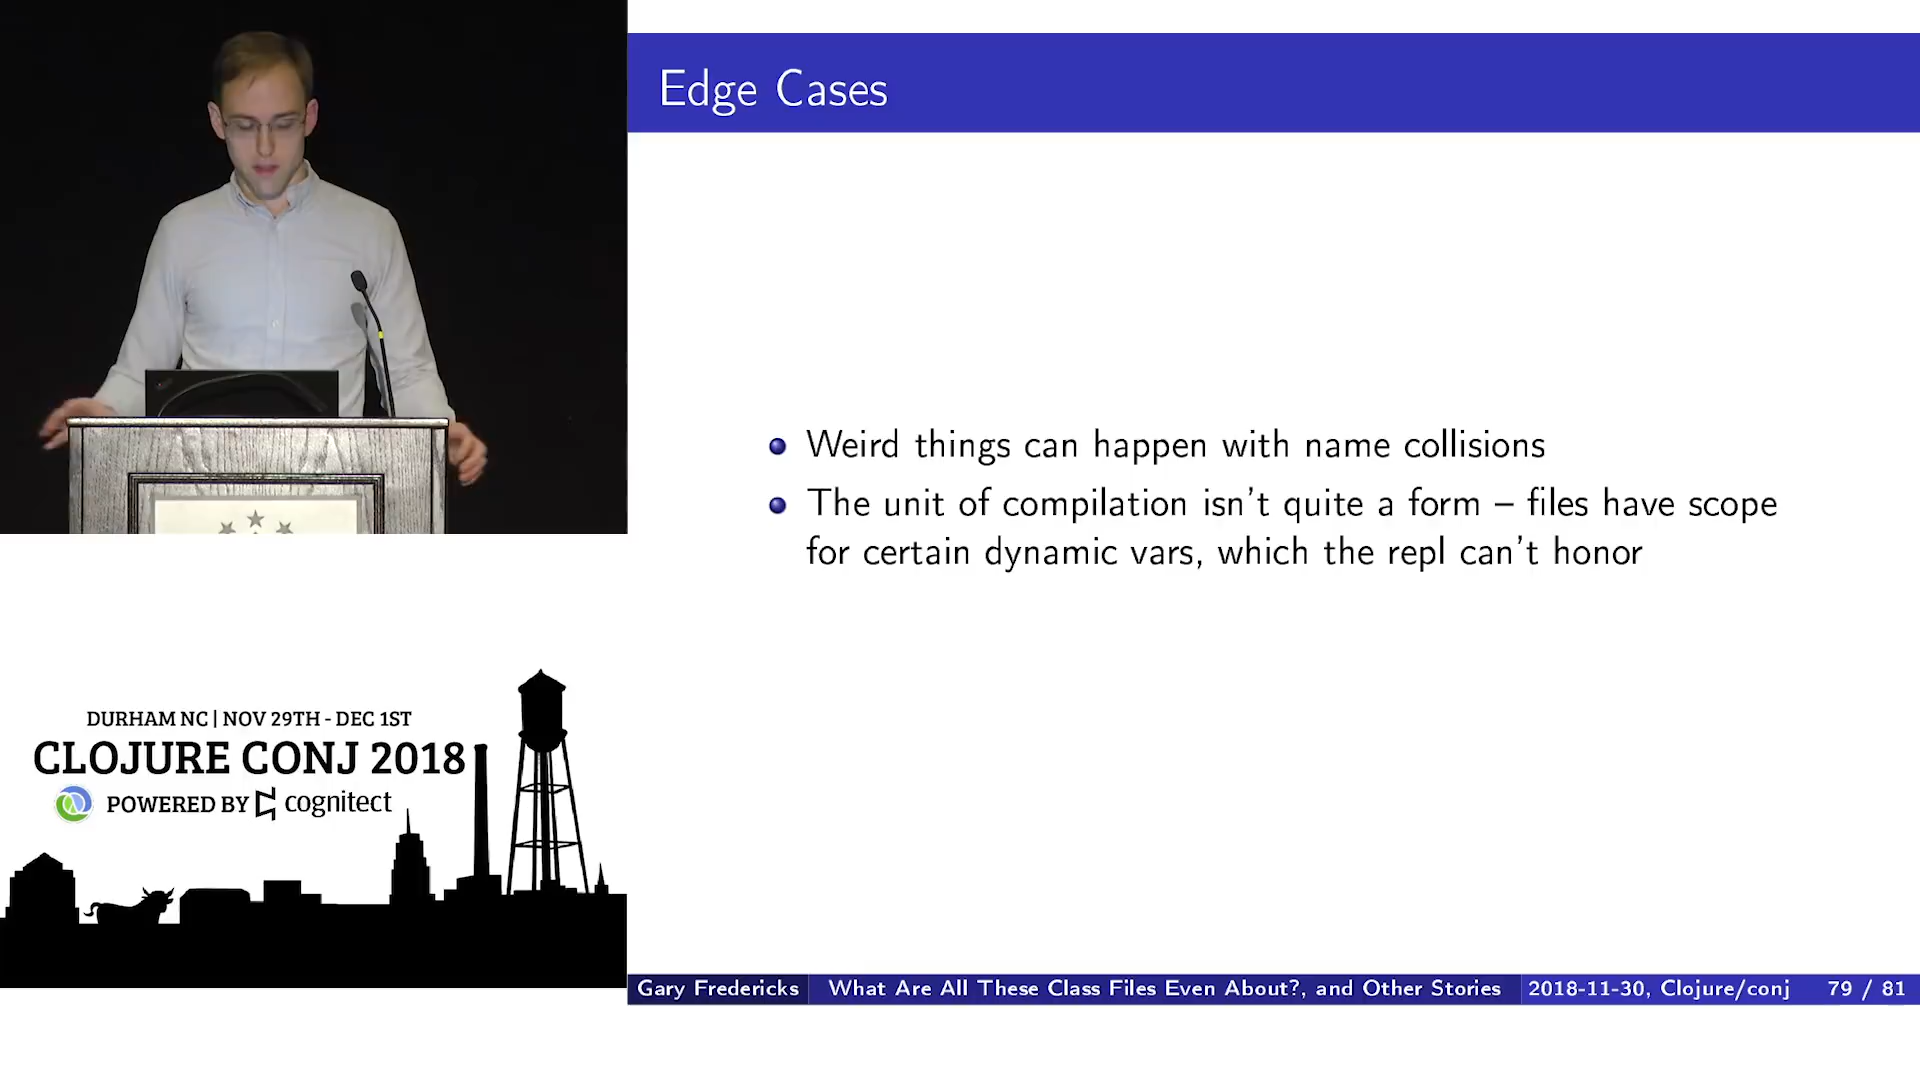 Edge Cases
Weird things can happen with name collisions
The unit of compilation isn't quite a form – files have scope
for certain dynamic vars, which the repl can't honor
DURHAM NC | NOV 29TH - DEC 1ST
CLOJURE CONJ 2018
POWERED BY cognitect
Gary Fredericks What Are All These Class Files Even About?, and Other Stories 2018-11-30, Clojure/conj 79 / 81